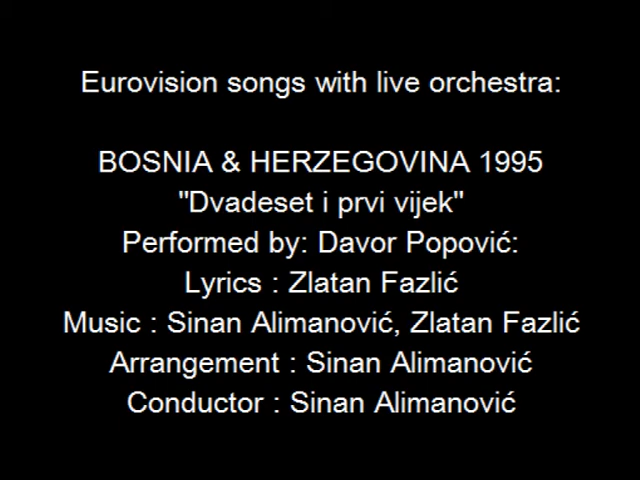 Eurovision songs with live orchestra:
BOSNIA & HERZEGOVINA 1995
"Dvadeset i prvi vijek"
Performed by: Davor Popović:
Lyrics : Zlatan Fazlić
Music : Sinan Alimanović, Zlatan Fazlić
Arrangement : Sinan Alimanović
Conductor : Sinan Alimanović